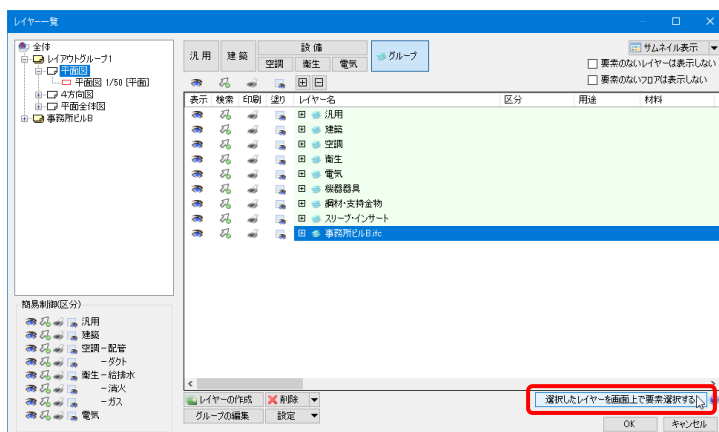 レイヤー一覧
全体
レイアウトグループ1
平面図
平面図 1/50 [平面]
4方向図
平面全体図
事務所ビルB
汎用
建築
設備
空調
衛生
電気
グループ
サムネイル表示
要素のないレイヤーは表示しない
要素のないフロアは表示しない
表示 検索 印刷 塗り レイヤー名 区分 用途 材料
汎用
建築
空調
衛生
電気
機器器具
鋼材・支持金物
スリーブ・インサート
事務所ビルB.ifc
簡易制御(区分)
汎用
建築
空調－配管
－ダクト
衛生－給排水
－消火
－ガス
電気
レイヤーの作成 削除
選択したレイヤーを画面上で要素選択する
グループの編集 設定
OK キャンセル